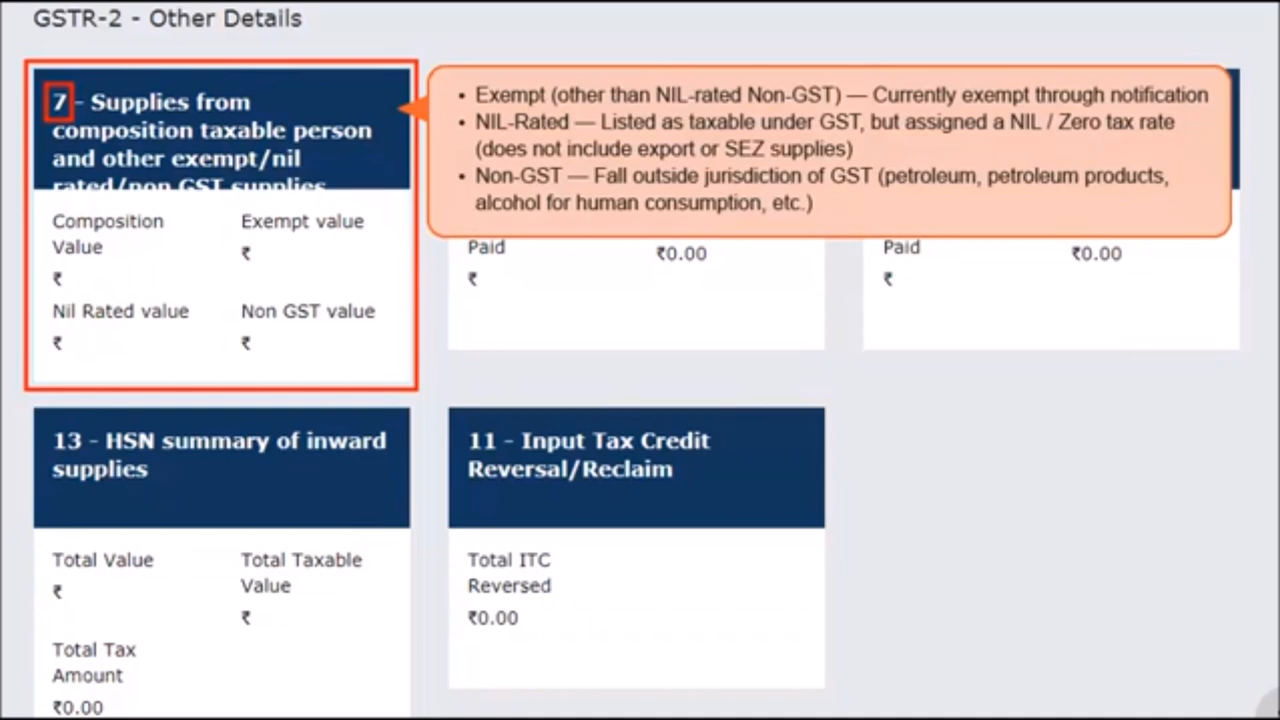 GSTR-2 - Other Details
7 - Supplies from
composition taxable person
and other exempt/nil
rated/non GST supplies
• Exempt (other than NIL-rated Non-GST) — Currently exempt through notification
• NIL-Rated — Listed as taxable under GST, but assigned a NIL / Zero tax rate
(does not include export or SEZ supplies)
• Non-GST — Fall outside jurisdiction of GST (petroleum, petroleum products,
alcohol for human consumption, etc.)
Composition
Value
₹
Exempt value
₹
Nil Rated value
₹
Non GST value
₹
Paid
₹
₹0.00
Paid
₹
₹0.00
13 - HSN summary of inward
supplies
Total Value
₹
Total Taxable
Value
₹
Total Tax
Amount
₹0.00
11 - Input Tax Credit
Reversal/Reclaim
Total ITC
Reversed
₹0.00